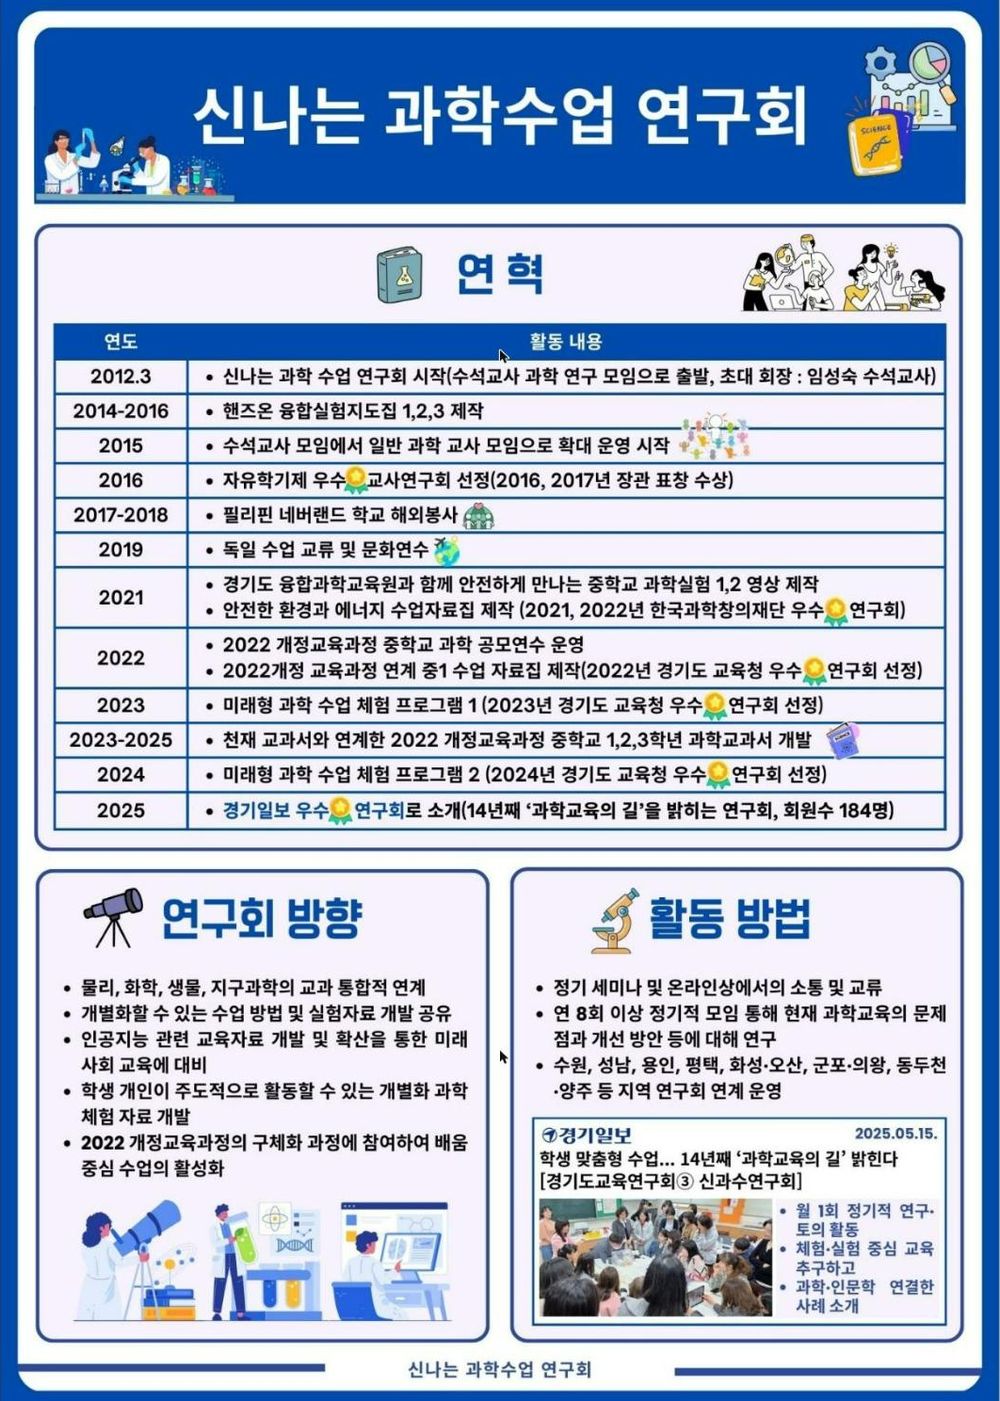 신나는 과학수업 연구회
SCIENCE
연혁
연도 활동 내용
2012.3 • 신나는 과학 수업 연구회 시작(수석교사 과학 연구 모임으로 출발, 초대 회장 : 임성숙 수석교사)
2014-2016 • 핸즈온 융합실험지도집 1,2,3 제작
2015 • 수석교사 모임에서 일반 과학 교사 모임으로 확대 운영 시작
2016 • 자유학기제 우수 교사연구회 선정(2016, 2017년 장관 표창 수상)
2017-2018 • 필리핀 네버랜드 학교 해외봉사
2019 • 독일 수업 교류 및 문화연수
2021 • 경기도 융합과학교육원과 함께 안전하게 만나는 중학교 과학실험 1,2 영상 제작
• 안전한 환경과 에너지 수업자료집 제작 (2021, 2022년 한국과학창의재단 우수 연구회)
2022 • 2022 개정교육과정 중학교 과학 공모연수 운영
• 2022개정 교육과정 연계 중1 수업 자료집 제작(2022년 경기도 교육청 우수 연구회 선정)
2023 • 미래형 과학 수업 체험 프로그램 1 (2023년 경기도 교육청 우수 연구회 선정)
2023-2025 • 천재 교과서와 연계한 2022 개정교육과정 중학교 1,2,3학년 과학교과서 개발
2024 • 미래형 과학 수업 체험 프로그램 2 (2024년 경기도 교육청 우수 연구회 선정)
2025 • 경기일보 우수 연구회로 소개(14년째 ‘과학교육의 길’을 밝히는 연구회, 회원수 184명)
연구회 방향
• 물리, 화학, 생물, 지구과학의 교과 통합적 연계
• 개별화할 수 있는 수업 방법 및 실험자료 개발 공유
• 인공지능 관련 교육자료 개발 및 확산을 통한 미래
사회 교육에 대비
• 학생 개인이 주도적으로 활동할 수 있는 개별화 과학
체험 자료 개발
• 2022 개정교육과정의 구체화 과정에 참여하여 배움
중심 수업의 활성화
활동 방법
• 정기 세미나 및 온라인상에서의 소통 및 교류
• 연 8회 이상 정기적 모임 통해 현재 과학교육의 문제
점과 개선 방안 등에 대해 연구
• 수원, 성남, 용인, 평택, 화성·오산, 군포·의왕, 동두천
·양주 등 지역 연구회 연계 운영
경기일보 2025.05.15.
학생 맞춤형 수업... 14년째 ‘과학교육의 길’ 밝힌다
[경기도교육연구회③ 신과수연구회]
• 월 1회 정기적 연구·
토의 활동
• 체험·실험 중심 교육
추구하고
• 과학·인문학 연결한
사례 소개
신나는 과학수업 연구회